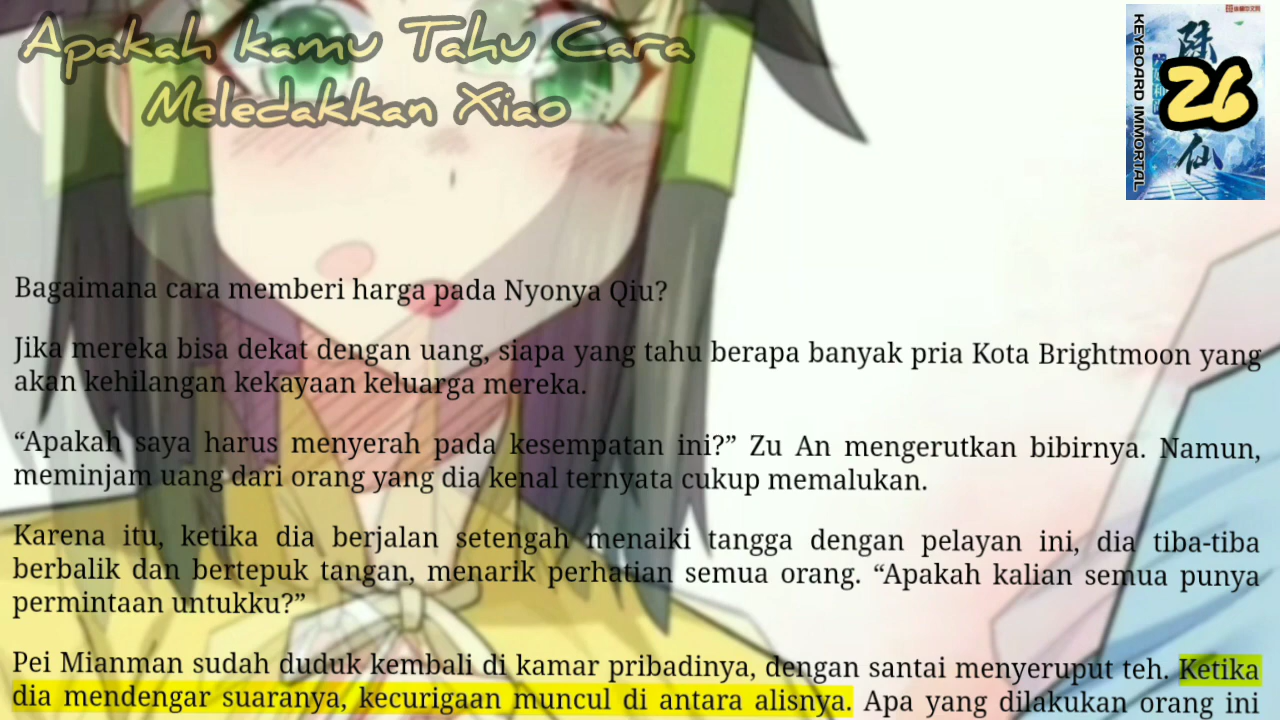 Apakah kamu Tahu Cara
Meledakkan Xiao
KEYBOARD IMMORTAL
26
仙
Bagaimana cara memberi harga pada Nyonya Qiu?
Jika mereka bisa dekat dengan uang, siapa yang tahu berapa banyak pria Kota Brightmoon yang
akan kehilangan kekayaan keluarga mereka.
“Apakah saya harus menyerah pada kesempatan ini?” Zu An mengerutkan bibirnya. Namun,
meminjam uang dari orang yang dia kenal ternyata cukup memalukan.
Karena itu, ketika dia berjalan setengah menaiki tangga dengan pelayan ini, dia tiba-tiba
berbalik dan bertepuk tangan, menarik perhatian semua orang. “Apakah kalian semua punya
permintaan untukku?”
Pei Mianman sudah duduk kembali di kamar pribadinya, dengan santai menyeruput teh. Ketika
dia mendengar suaranya, kecurigaan muncul di antara alisnya. Apa yang dilakukan orang ini